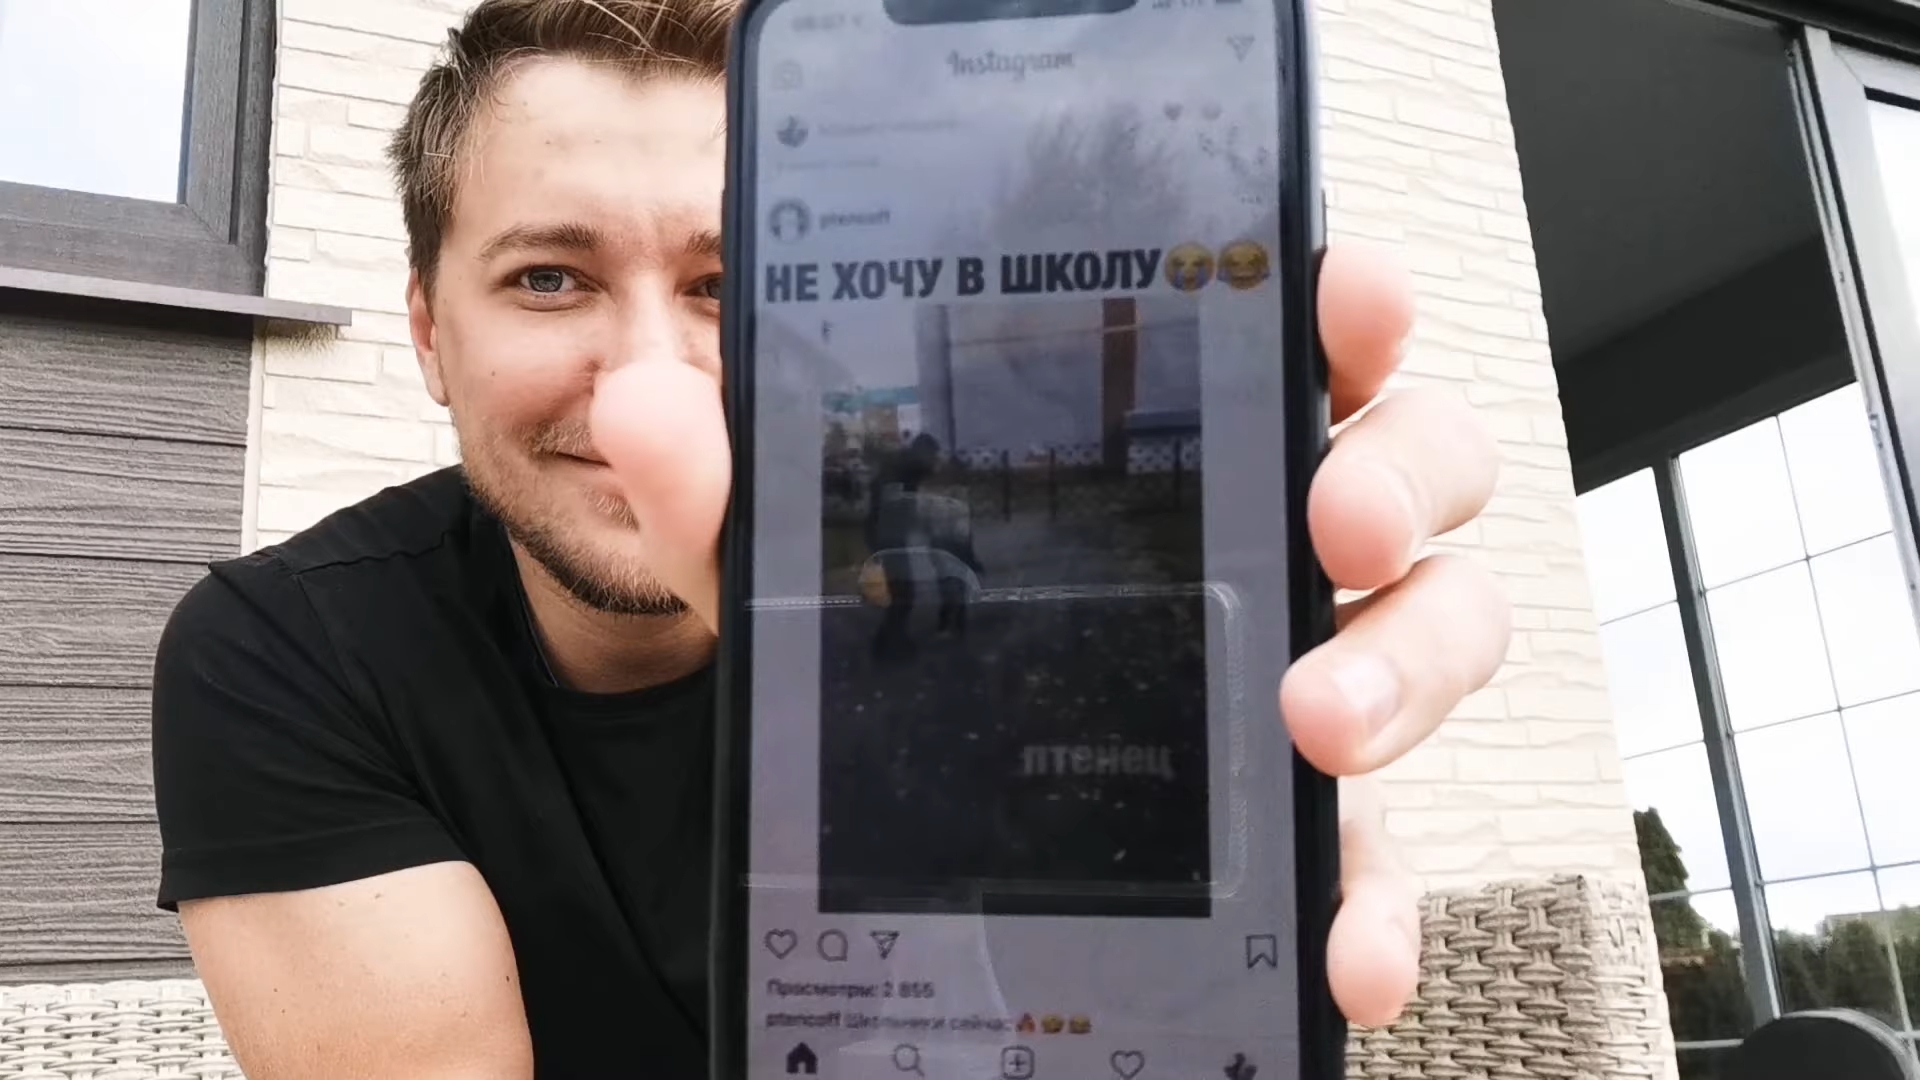 Instagram
ptencoff
НЕ ХОЧУ В ШКОЛУ😭😂
птенец
Просмотры: 2 855
ptencoff Школьники сейчас🔥😂😂